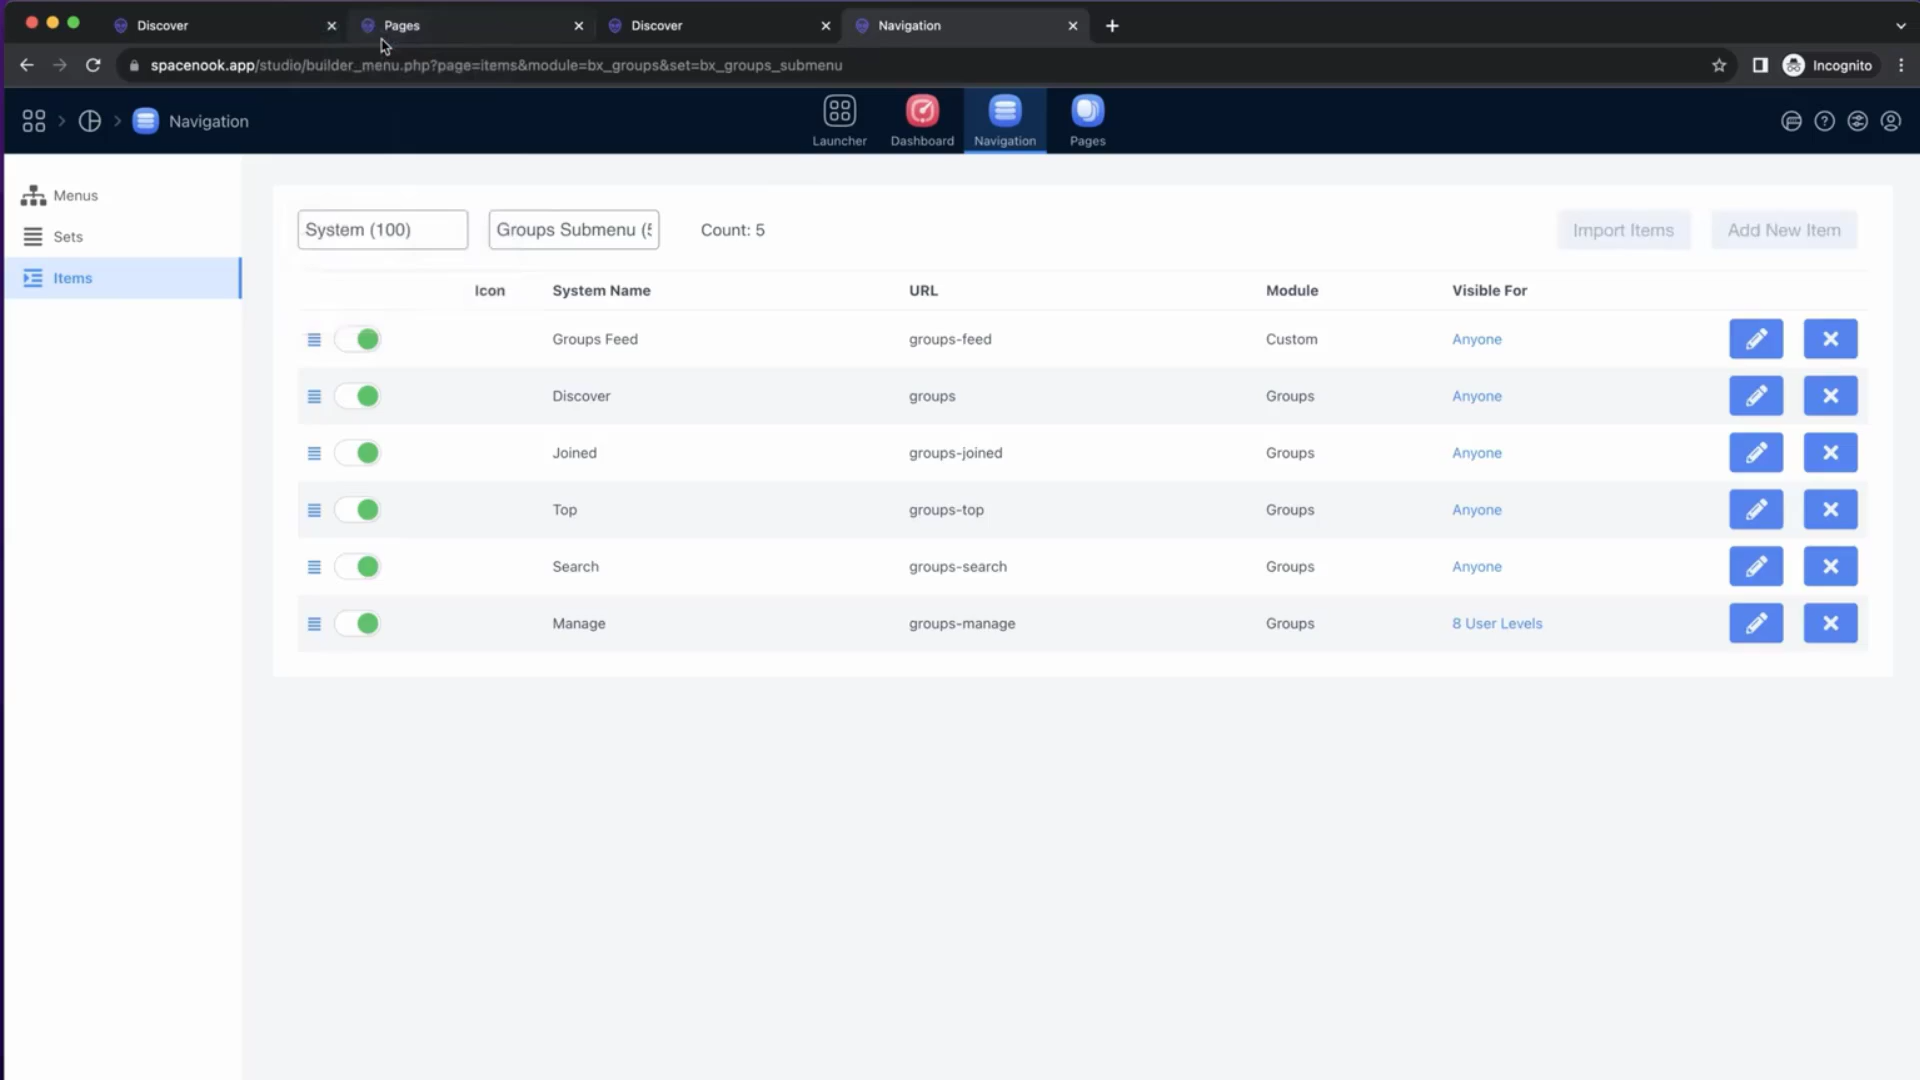 Discover
Pages
Discover
Navigation
spacenook.app/studio/builder_menu.php?page=items&module=bx_groups&set=bx_groups_submenu
Incognito
Navigation
Launcher
Dashboard
Navigation
Pages
Menus
Sets
Items
System (100)
Groups Submenu (
Count: 5
Import Items
Add New Item
Icon System Name URL Module Visible For
Groups Feed groups-feed Custom Anyone
Discover groups Groups Anyone
Joined groups-joined Groups Anyone
Top groups-top Groups Anyone
Search groups-search Groups Anyone
Manage groups-manage Groups 8 User Levels